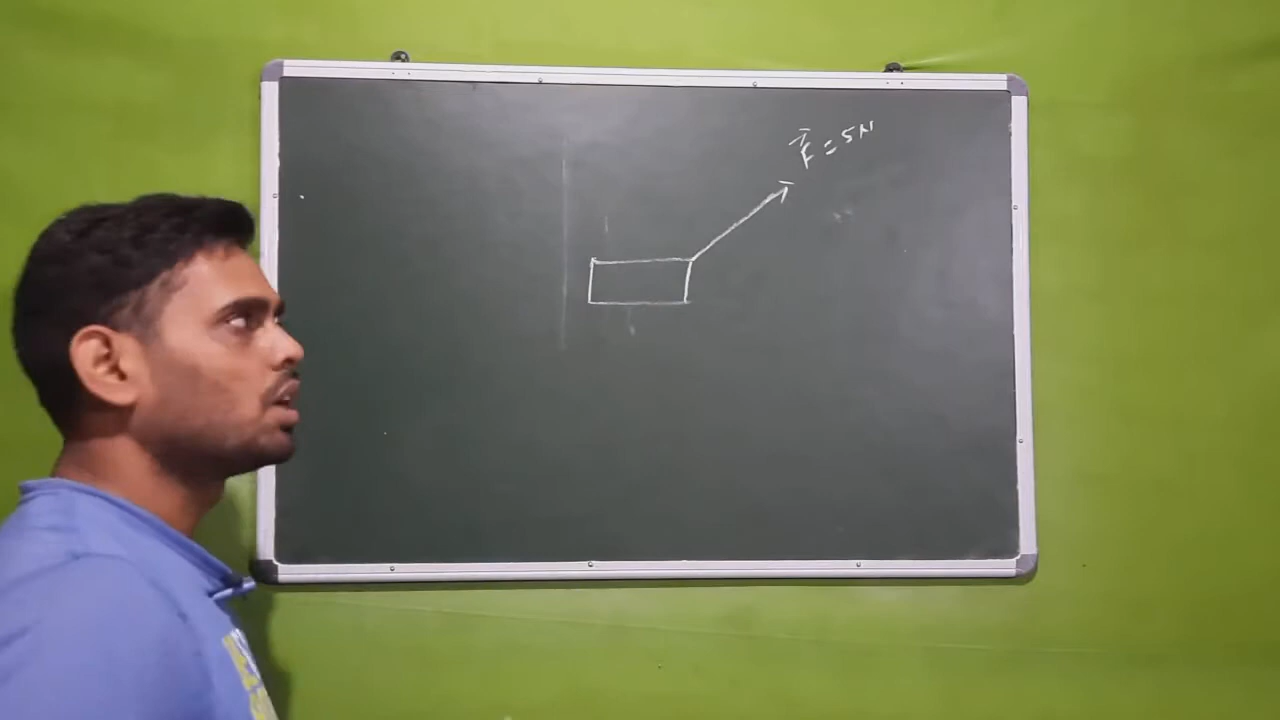 F⃗ = 5N